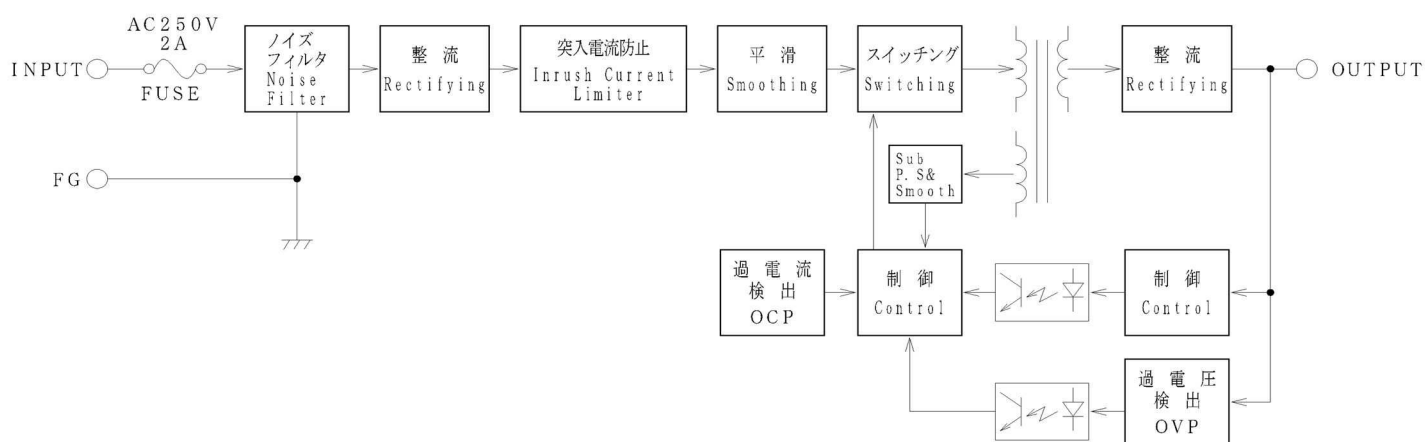 AC250V
2A
INPUT
FUSE
ノイズ
フィルタ
Noise
Filter
整 流
Rectifying
突入電流防止
Inrush Current
Limiter
平 滑
Smoothing
スイッチング
Switching
整 流
Rectifying
OUTPUT
FG
Sub
P. S&
Smooth
過 電 流
検 出
OCP
制 御
Control
制 御
Control
過 電 圧
検 出
OVP